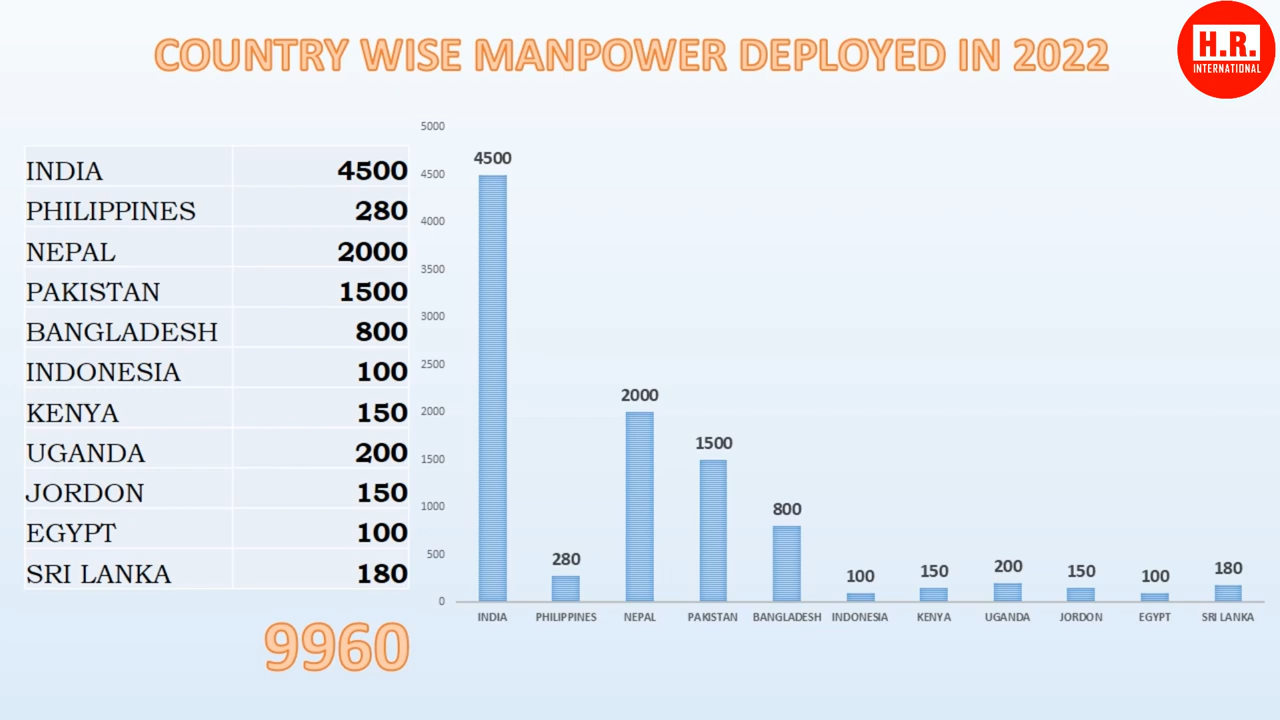 COUNTRY WISE MANPOWER DEPLOYED IN 2022
H.R.
INTERNATIONAL
INDIA 4500
PHILIPPINES 280
NEPAL 2000
PAKISTAN 1500
BANGLADESH 800
INDONESIA 100
KENYA 150
UGANDA 200
JORDON 150
EGYPT 100
SRI LANKA 180
9960
5000
4500
4000
3500
3000
2500
2000
1500
1000
500
0
4500 280 2000 1500 800 100 150 200 150 100 180
INDIA PHILIPPINES NEPAL PAKISTAN BANGLADESH INDONESIA KENYA UGANDA JORDON EGYPT SRI LANKA